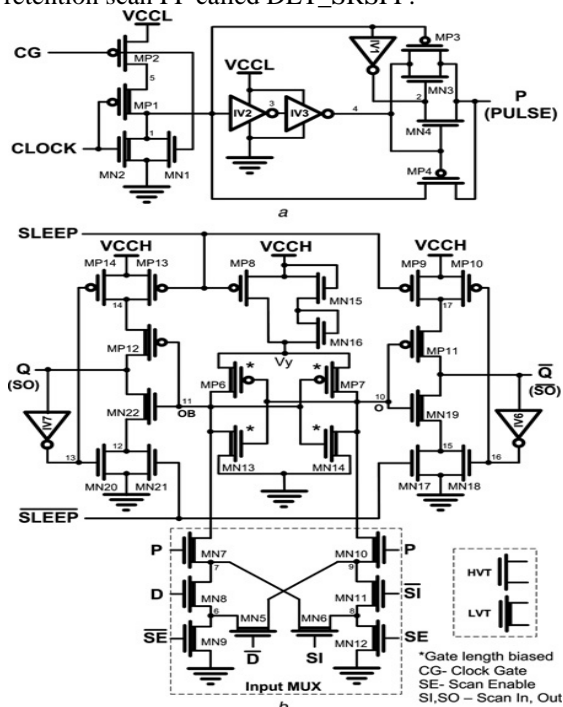 retention scan FF called DET_SRSFF.
VCCL
CG
MP2
5
MP1
CLOCK
1
MN2
MN1
VCCL
IV2
3
IV3
4
IV1
MP3
2
MN3
MN4
MP4
P
(PULSE)
a
SLEEP
VCCH
MP14
MP13
14
MP12
Q
(SO)
IV7
MN22
13
12
MN20
MN21
SLEEP
VCCH
MP8
MN15
MN16
Vy
MP6
*
*
MP7
11
OB
10
O
*
*
MN13
MN14
VCCH
MP9
MP10
17
MP11
Q
(SO)
IV6
MN19
15
16
MN17
MN18
P
MN7
7
MN10
9
P
D
MN8
MN11
SI
6
MN5
MN6
8
SE
MN9
D
SI
MN12
SE
Input MUX
HVT
LVT
*Gate length biased
CG- Clock Gate
SE- Scan Enable
SI,SO – Scan In, Out